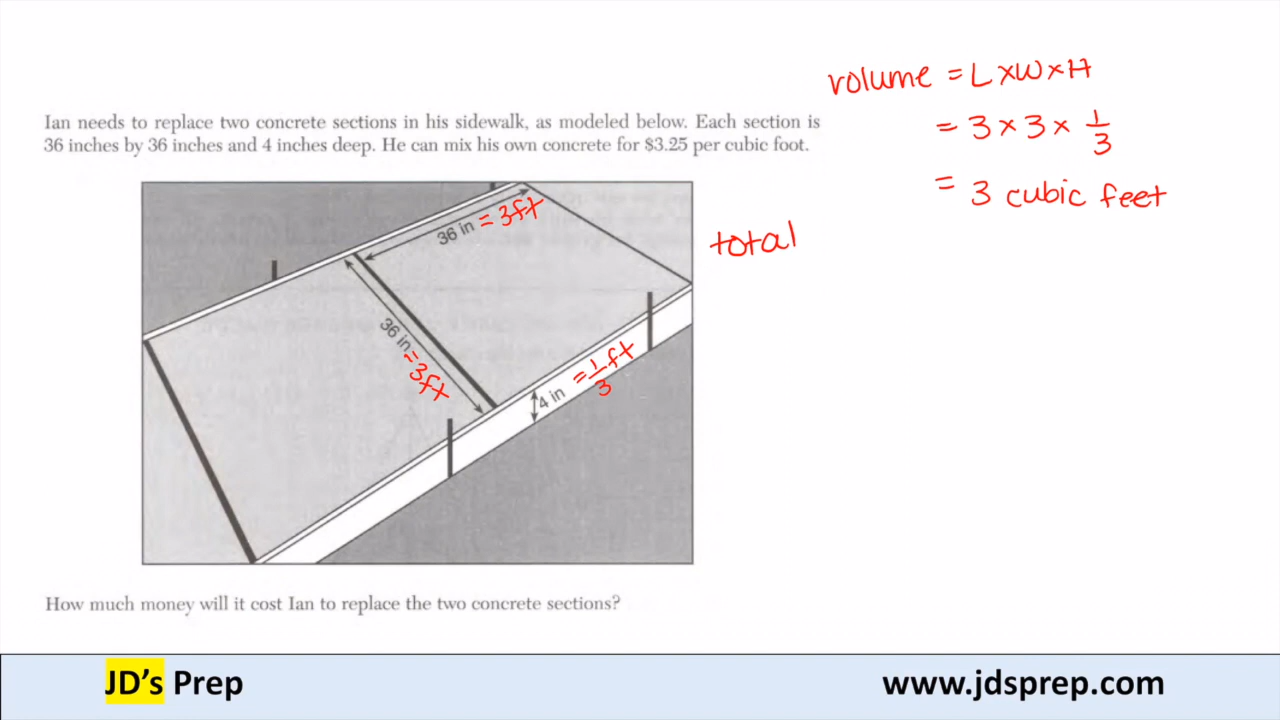 volume = L×W×H
= 3 × 3 × 1/3
= 3 cubic feet
Ian needs to replace two concrete sections in his sidewalk, as modeled below. Each section is
36 inches by 36 inches and 4 inches deep. He can mix his own concrete for $3.25 per cubic foot.
36 in = 3ft
36 in = 3ft
4 in = 1/3 ft
total
How much money will it cost Ian to replace the two concrete sections?
JD's Prep
www.jdsprep.com